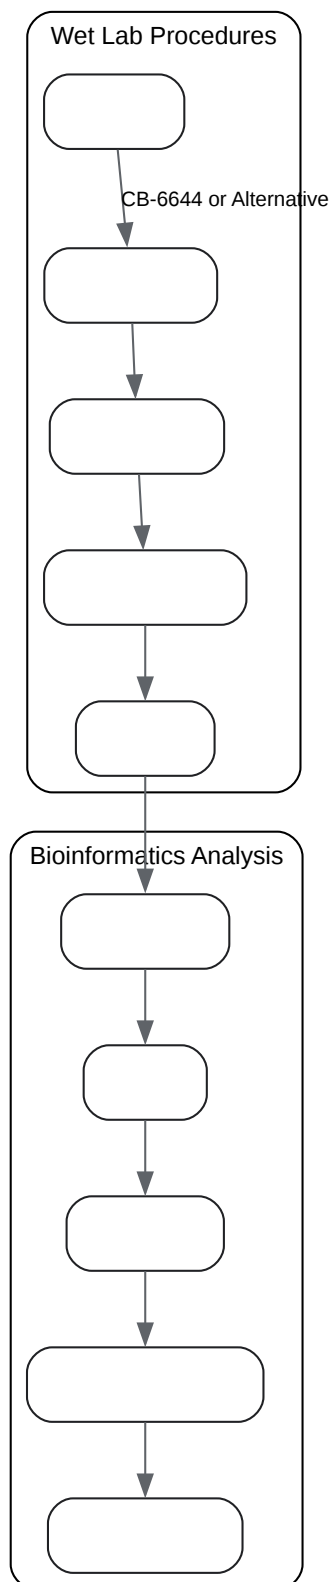 Wet Lab Procedures
CB-6644 or Alternative
Bioinformatics Analysis